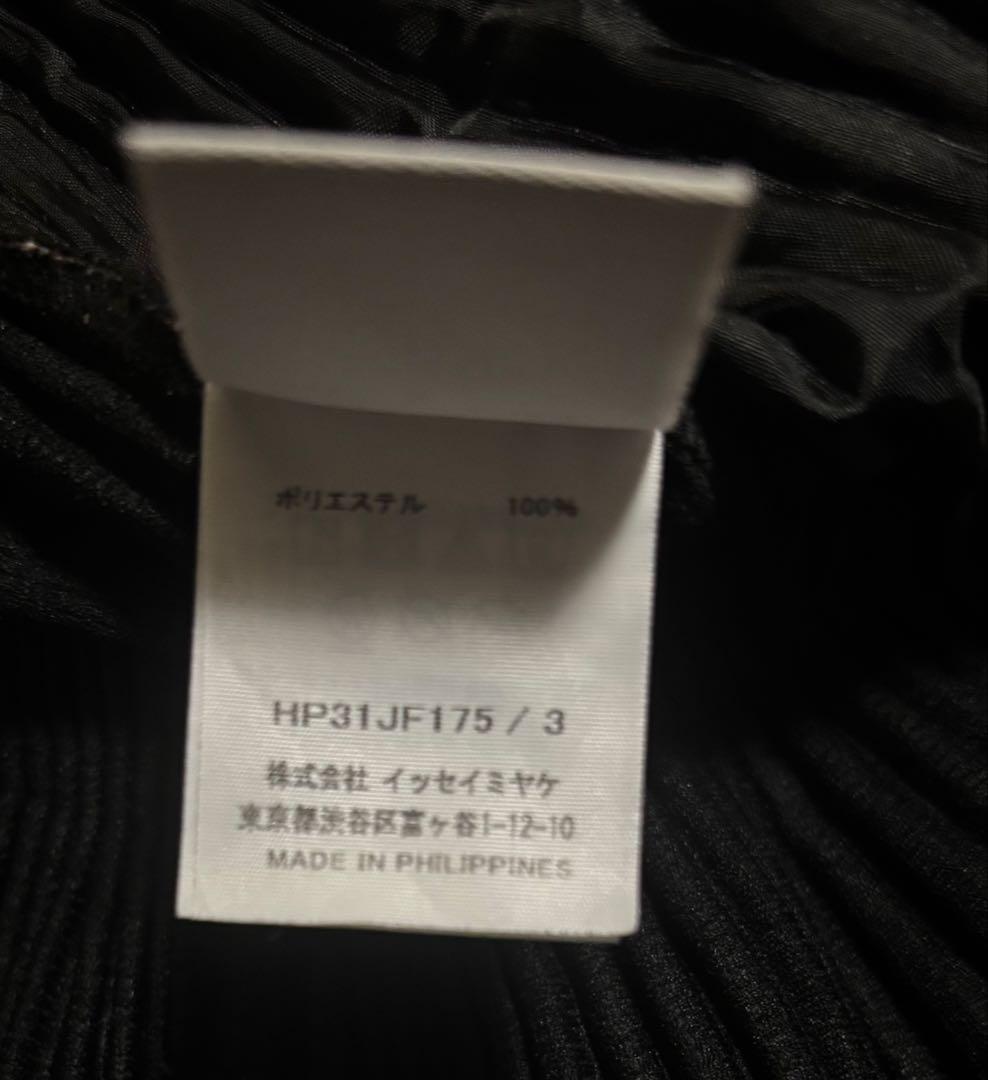 ポリエステル 100%
HP31JF175 / 3
株式会社 イッセイミヤケ
東京都渋谷区富ヶ谷1-12-10
MADE IN PHILIPPINES